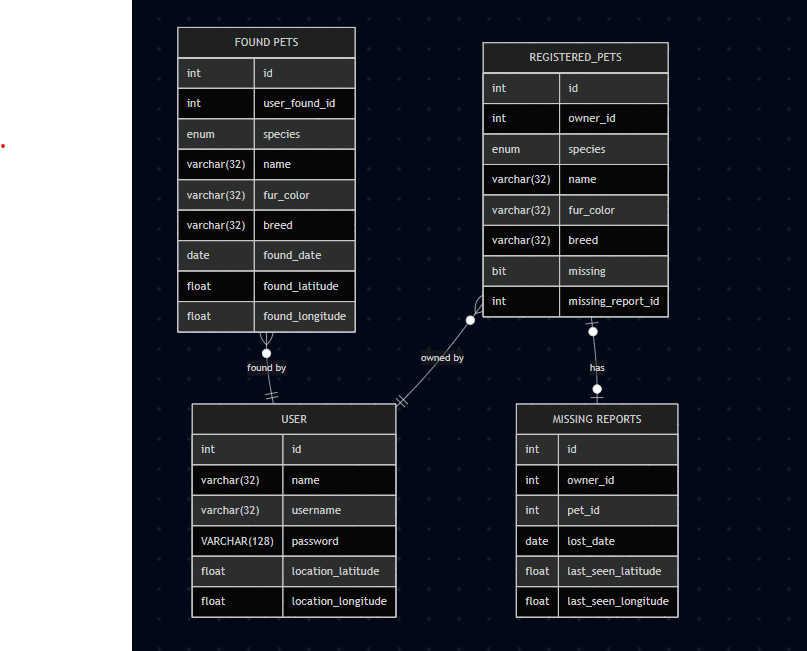 FOUND PETS
int id
int user_found_id
enum species
varchar(32) name
varchar(32) fur_color
varchar(32) breed
date found_date
float found_latitude
float found_longitude
REGISTERED_PETS
int id
int owner_id
enum species
varchar(32) name
varchar(32) fur_color
varchar(32) breed
bit missing
int missing_report_id
found by
owned by
has
USER
int id
varchar(32) name
varchar(32) username
VARCHAR(128) password
float location_latitude
float location_longitude
MISSING REPORTS
int id
int owner_id
int pet_id
date lost_date
float last_seen_latitude
float last_seen_longitude